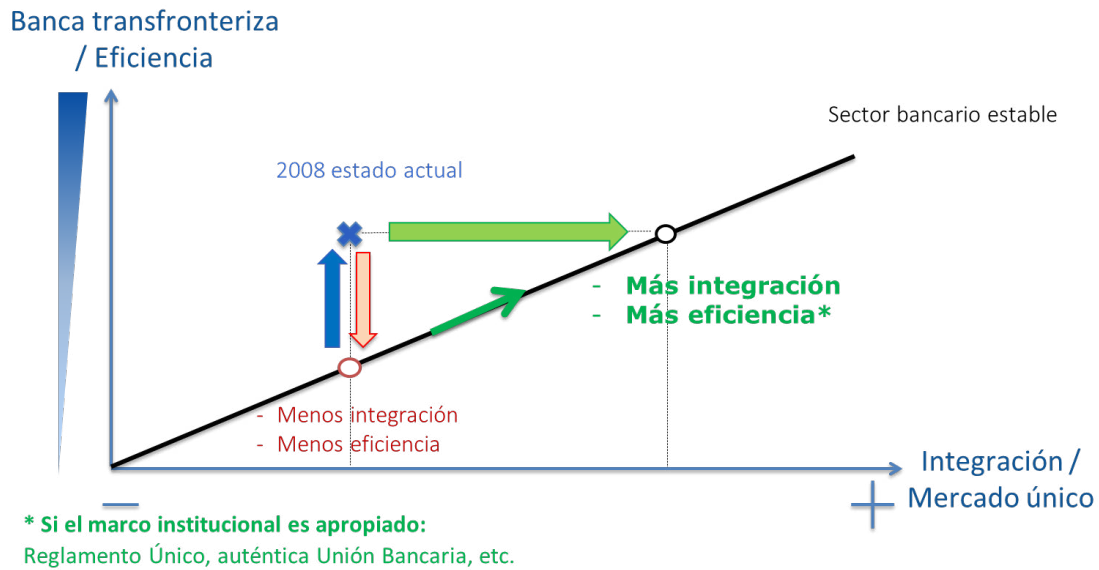 Banca transfronteriza
/ Eficiencia
Sector bancario estable
2008 estado actual
- Más integración
- Más eficiencia*
- Menos integración
- Menos eficiencia
Integración /
Mercado único
* Si el marco institucional es apropiado:
Reglamento Único, auténtica Unión Bancaria, etc.